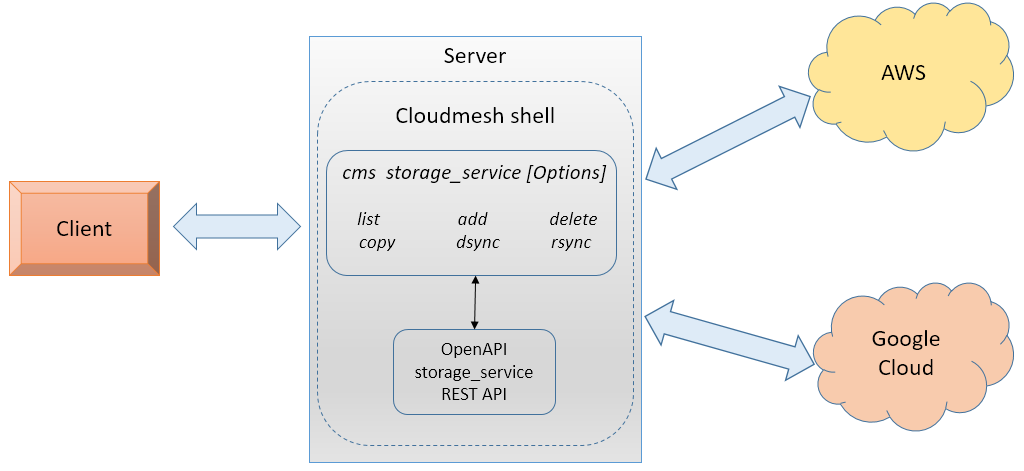 Server
Cloudmesh shell
cms storage_service [Options]
list add delete
copy dsync rsync
OpenAPI
storage_service
REST API
Client
AWS
Google
Cloud